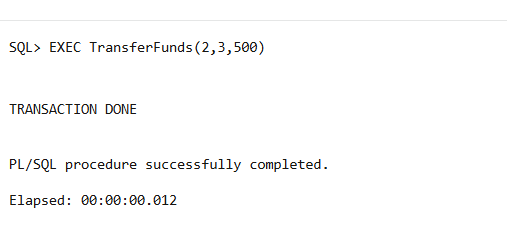 SQL> EXEC TransferFunds(2,3,500)
TRANSACTION DONE
PL/SQL procedure successfully completed.
Elapsed: 00:00:00.012